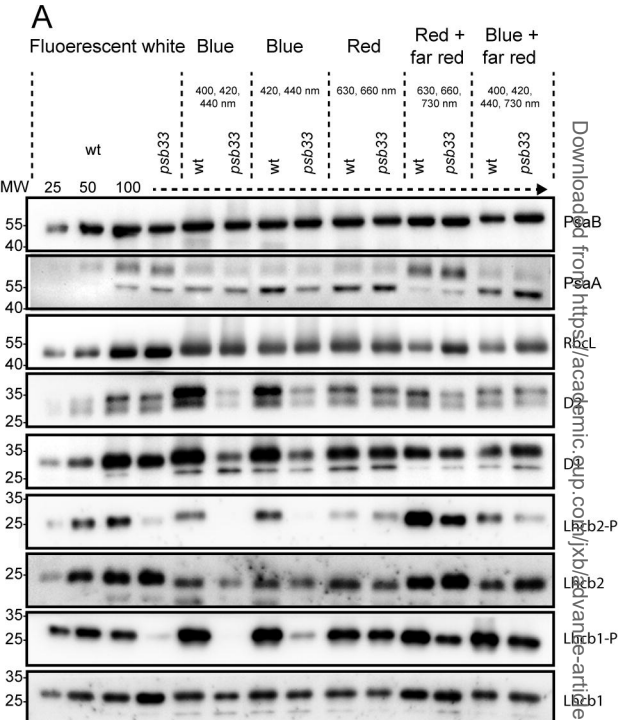 A
Fluoerescent white
Blue
Blue
Red
Red +
far red
Blue +
far red
400, 420,
440 nm
420, 440 nm
630, 660 nm
630, 660,
730 nm
400, 420,
440, 730 nm
wt
psb33
wt
psb33
wt
psb33
wt
psb33
wt
psb33
wt
psb33
MW
25
50
100
55
40
PsaB
55
40
PsaA
55
40
RbcL
35
25
D2
35
25
D1
35
25
Lhcb2-P
25
Lhcb2
35
25
Lhcb1-P
35
25
Lhcb1
Downloaded from https://academic.oup.com/jxb/advance-article